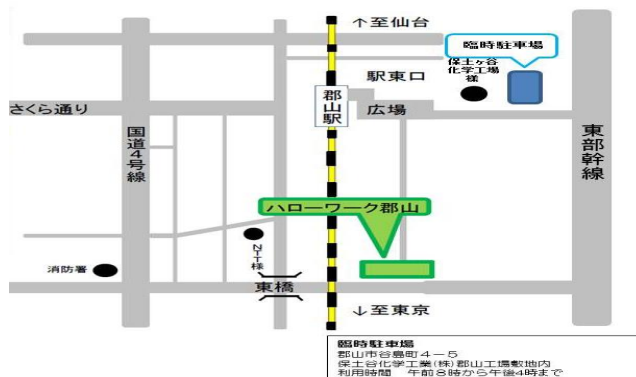 ↑至仙台
臨時駐車場
保土ヶ谷
化学工場
様
駅東口
郡山駅
広場
さくら通り
国道4号線
東部幹線
ハローワーク郡山
NTT様
消防署
東橋
↓至東京
臨時駐車場
郡山市谷島町4-5
保土谷化学工業(株)郡山工場敷地内
利用時間 午前8時から午後4時まで